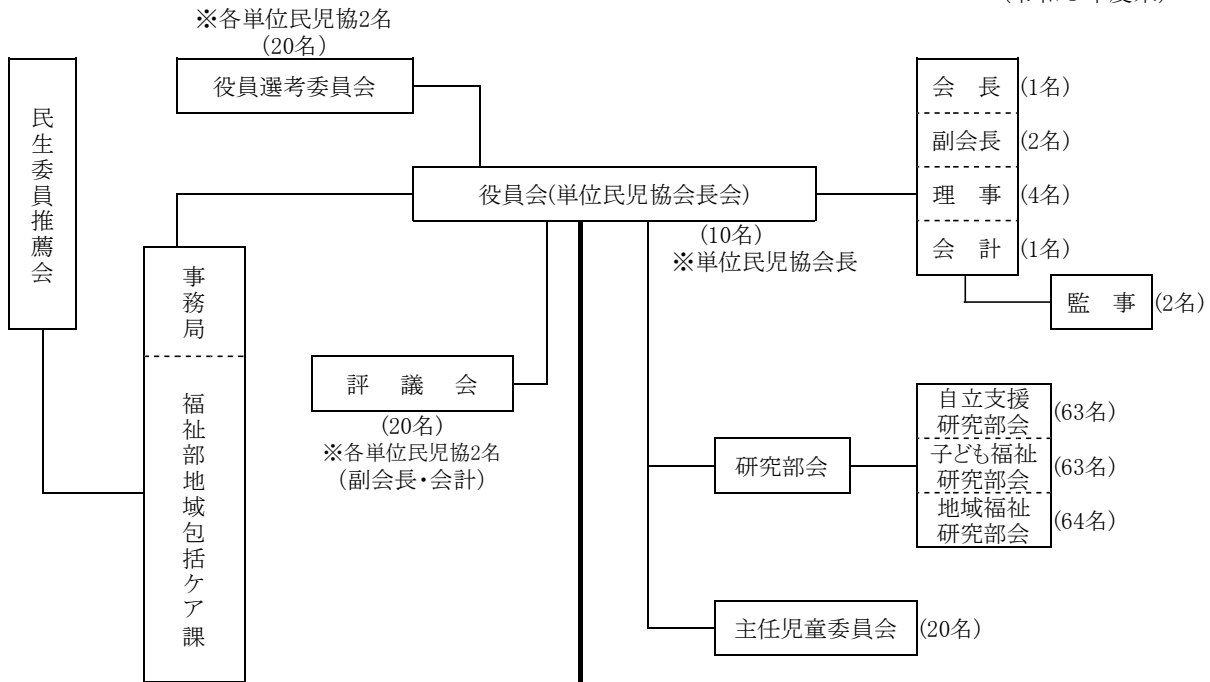 ※各単位民児協2名
(20名)
役員選考委員会
民生委員推薦会
会　長 (1名)
副会長 (2名)
理　事 (4名)
会　計 (1名)
監　事 (2名)
役員会(単位民児協会長会)
(10名)
※単位民児協会長
事務局
福祉部地域包括ケア課
評　議　会
(20名)
※各単位民児協2名
(副会長・会計)
研究部会
自立支援
研究部会 (63名)
子ども福祉
研究部会 (63名)
地域福祉
研究部会 (64名)
主任児童委員会 (20名)